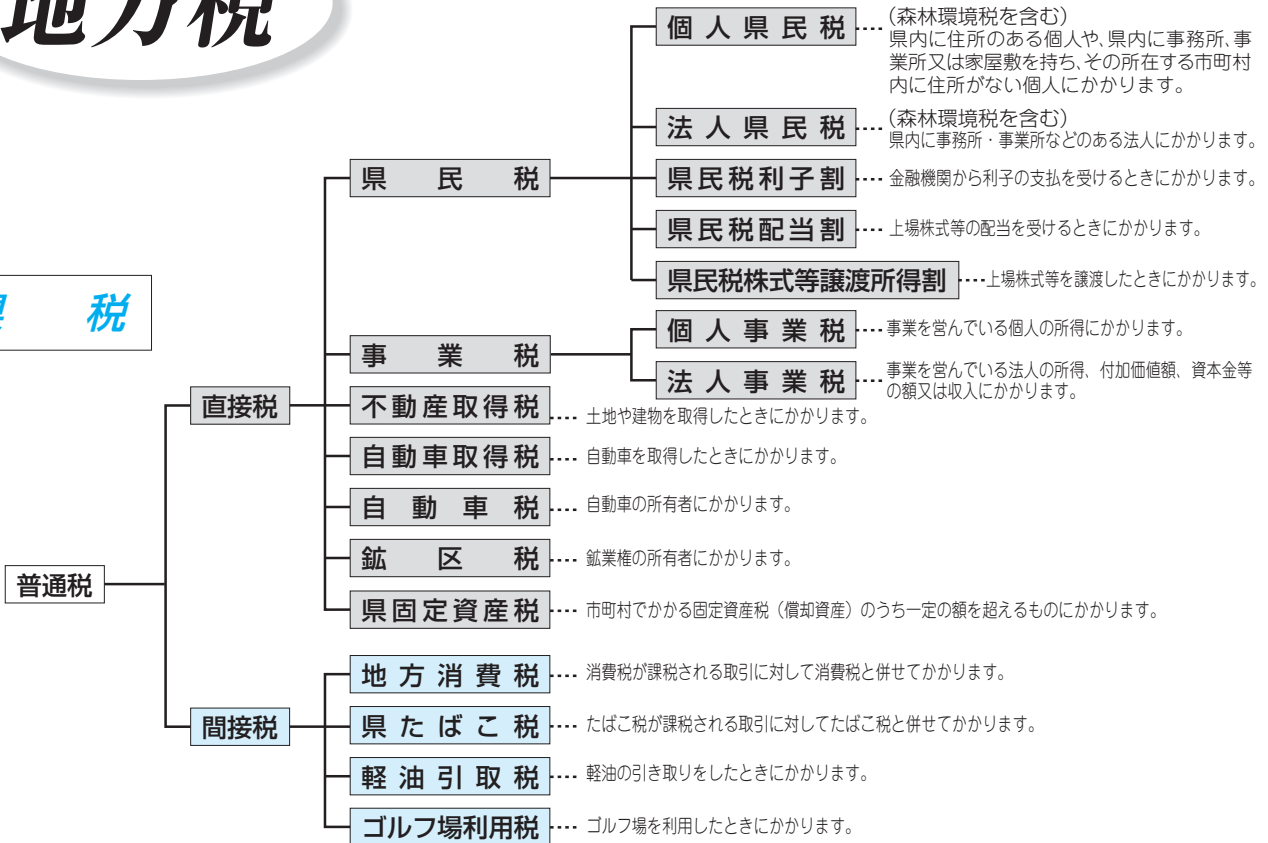 地方税
県　税
普通税
直接税
県民税
個人県民税
(森林環境税を含む)
県内に住所のある個人や、県内に事務所、事
業所又は家屋敷を持ち、その所在する市町村
内に住所がない個人にかかります。
法人県民税
(森林環境税を含む)
県内に事務所・事業所などのある法人にかかります。
県民税利子割
金融機関から利子の支払を受けるときにかかります。
県民税配当割
上場株式等の配当を受けるときにかかります。
県民税株式等譲渡所得割
上場株式等を譲渡したときにかかります。
事業税
個人事業税
事業を営んでいる個人の所得にかかります。
法人事業税
事業を営んでいる法人の所得、付加価値額、資本金等
の額又は収入にかかります。
不動産取得税
土地や建物を取得したときにかかります。
自動車取得税
自動車を取得したときにかかります。
自動車税
自動車の所有者にかかります。
鉱区税
鉱業権の所有者にかかります。
県固定資産税
市町村でかかる固定資産税（償却資産）のうち一定の額を超えるものにかかります。
間接税
地方消費税
消費税が課税される取引に対して消費税と併せてかかります。
県たばこ税
たばこ税が課税される取引に対してたばこ税と併せてかかります。
軽油引取税
軽油の引き取りをしたときにかかります。
ゴルフ場利用税
ゴルフ場を利用したときにかかります。